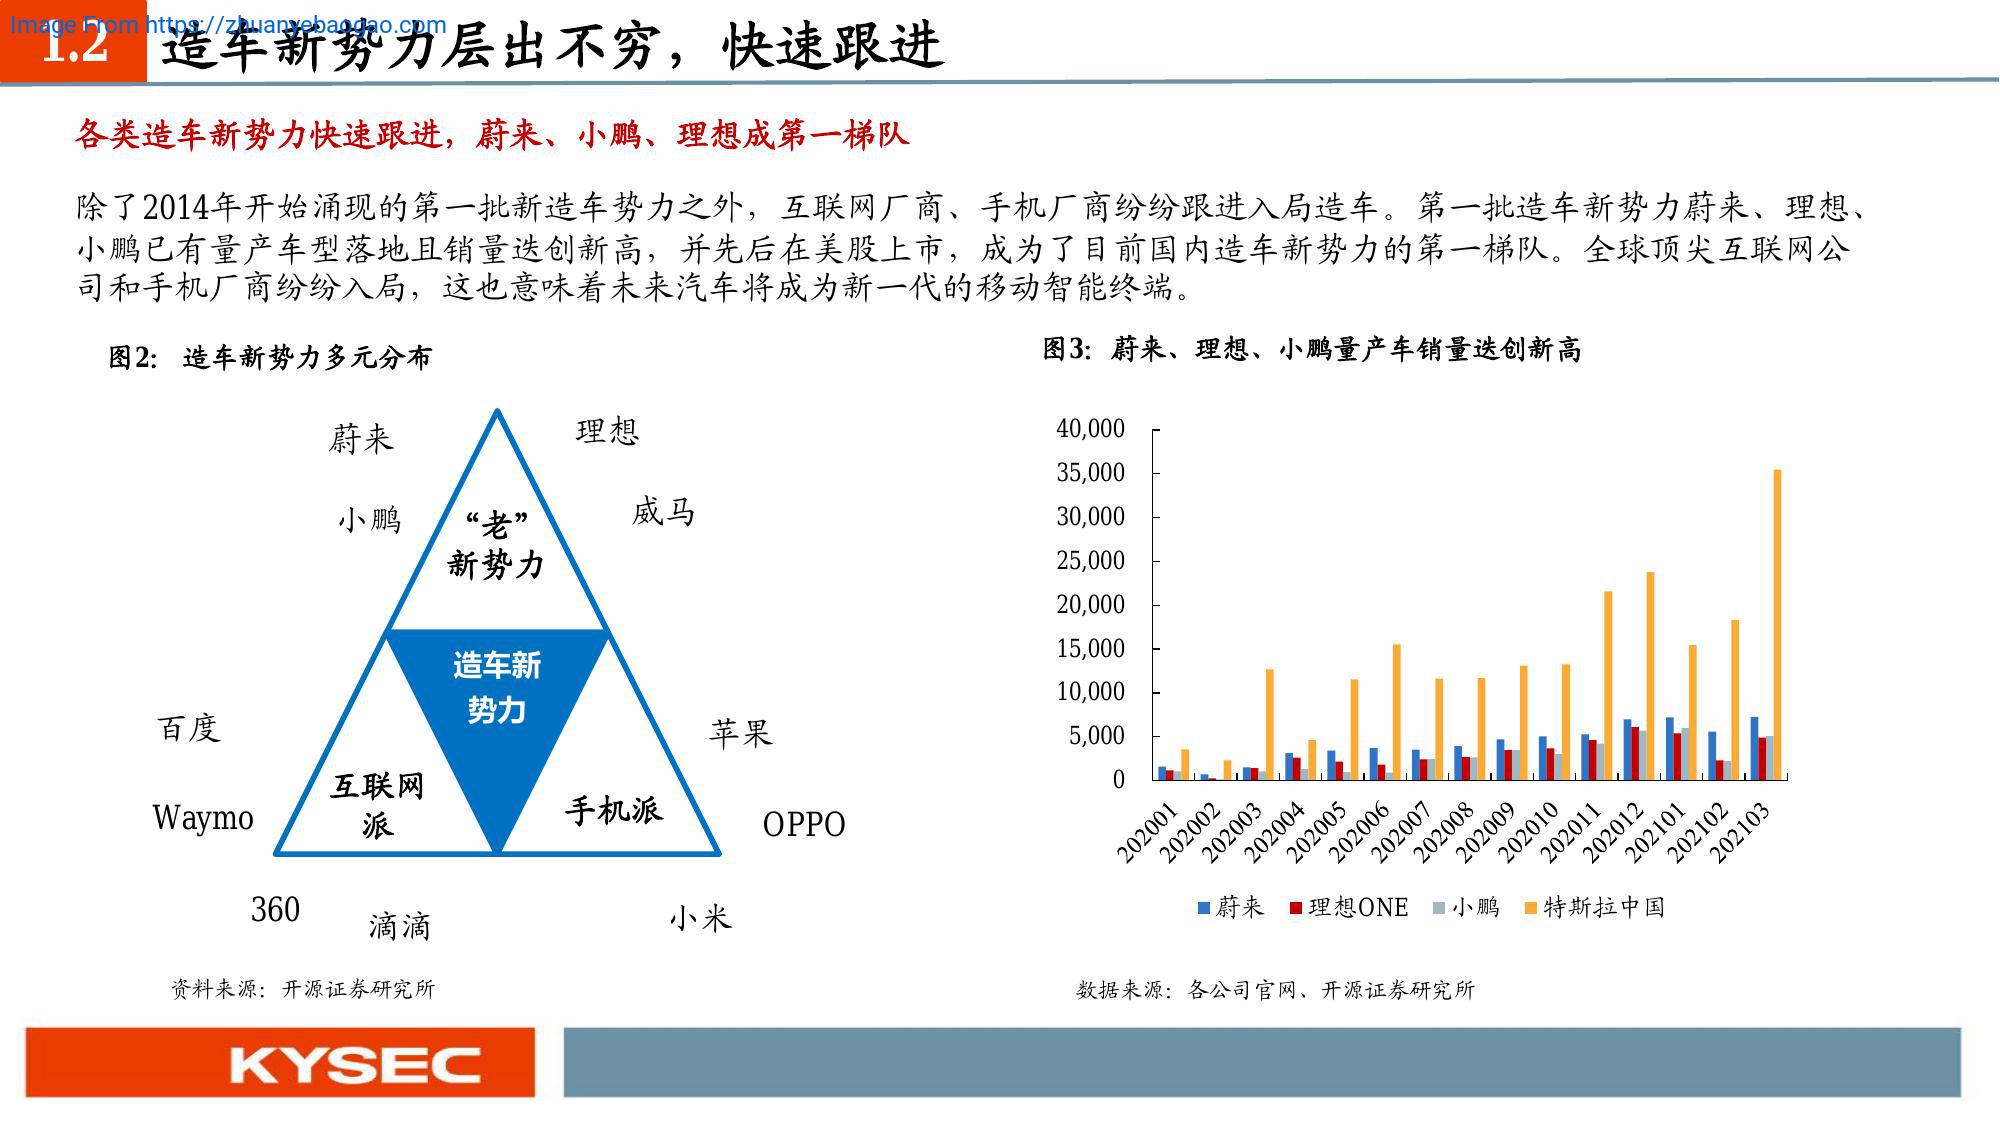 Image From https://zhuanyebaogao.com
1.2 造车新势力层出不穷，快速跟进
各类造车新势力快速跟进，蔚来、小鹏、理想成第一梯队
除了2014年开始涌现的第一批新造车势力之外，互联网厂商、手机厂商纷纷跟进入局造车。第一批造车新势力蔚来、理想、
小鹏已有量产车型落地且销量迭创新高，并先后在美股上市，成为了目前国内造车新势力的第一梯队。全球顶尖互联网公
司和手机厂商纷纷入局，这也意味着未来汽车将成为新一代的移动智能终端。
图2： 造车新势力多元分布
蔚来
理想
小鹏
威马
“老”
新势力
造车新
势力
百度
苹果
互联网
派
手机派
Waymo
OPPO
360
滴滴
小米
资料来源：开源证券研究所
图3：蔚来、理想、小鹏量产车销量迭创新高
40,000
35,000
30,000
25,000
20,000
15,000
10,000
5,000
0
202001 202002 202003 202004 202005 202006 202007 202008 202009 202010 202011 202012 202101 202102 202103
蔚来 理想ONE 小鹏 特斯拉中国
数据来源：各公司官网、开源证券研究所
KYSEC